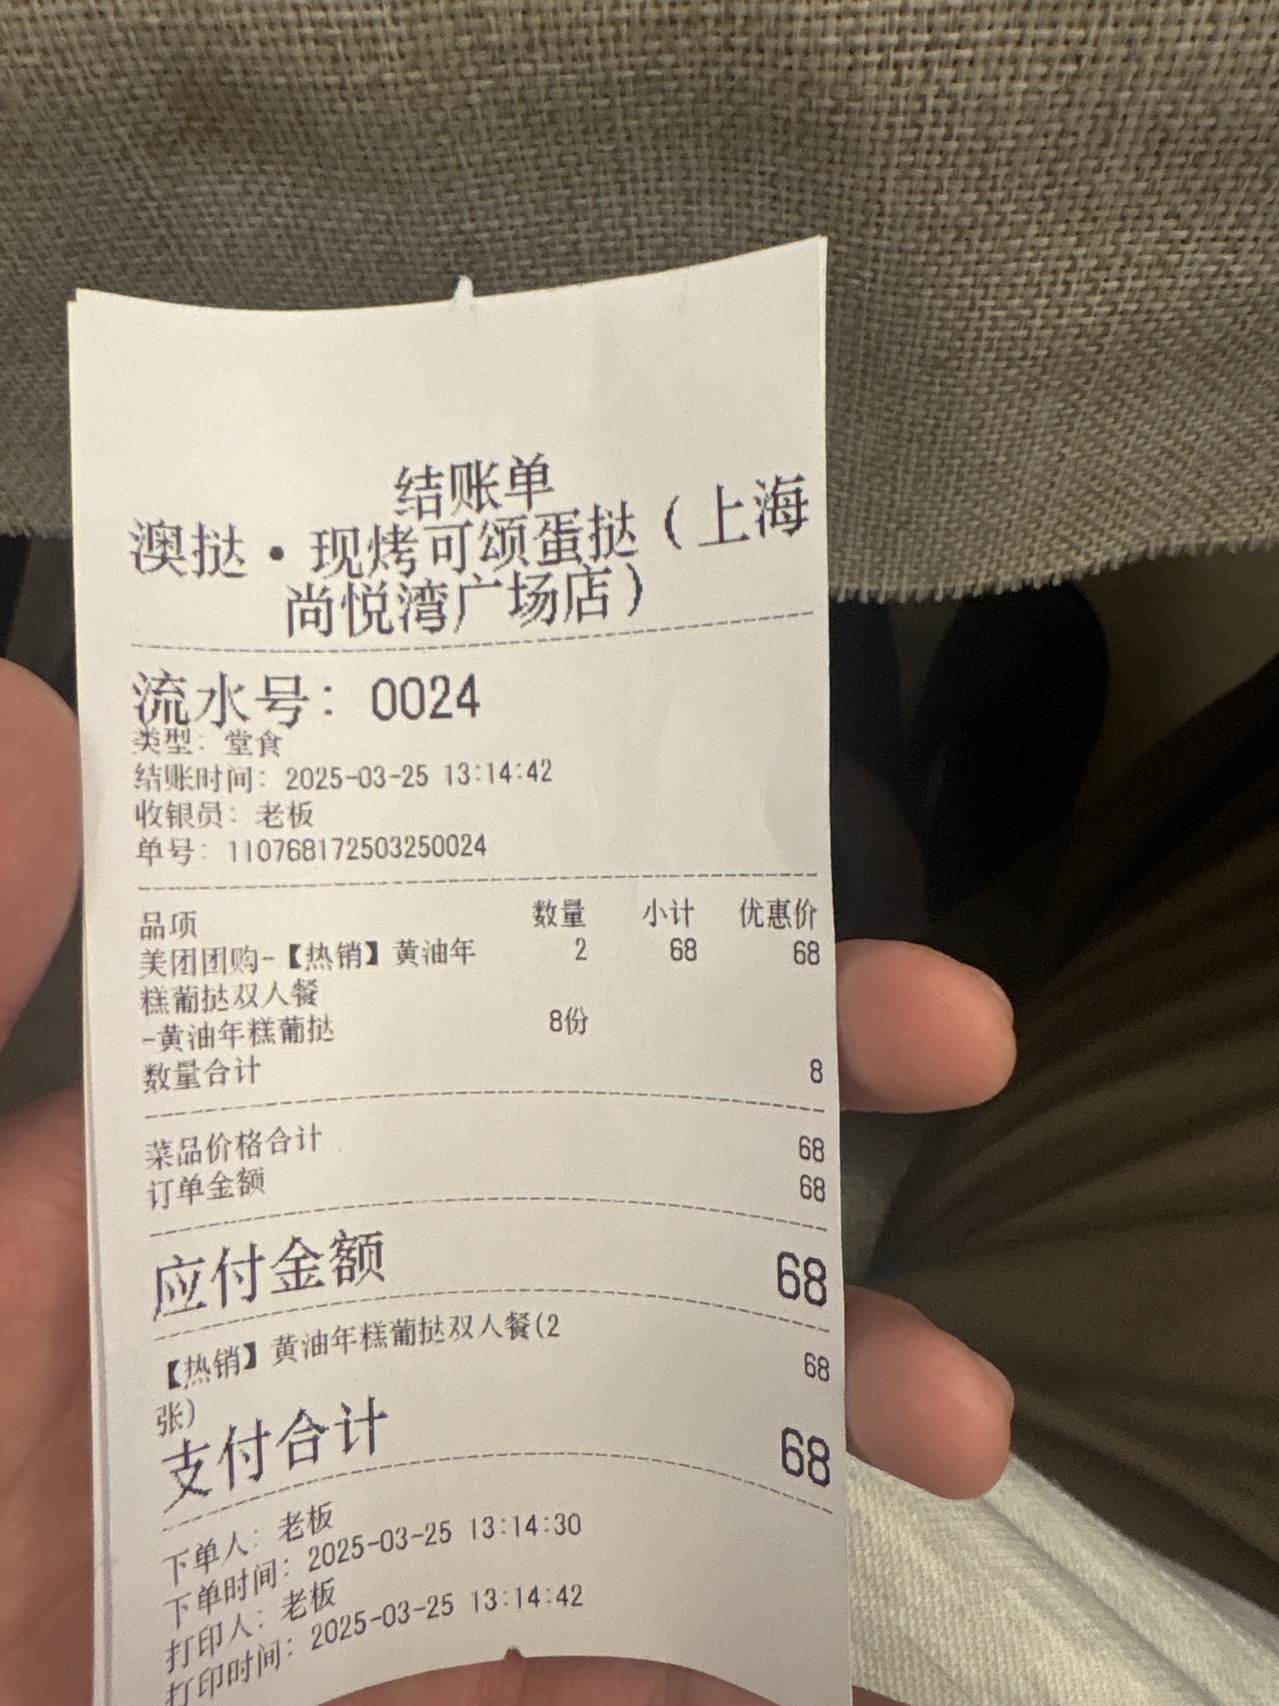 结账单
澳挞·现烤可颂蛋挞(上海
尚悦湾广场店)
流水号: 0024
类型: 堂食
结账时间: 2025-03-25 13:14:42
收银员: 老板
单号: 110768172503250024
品项 数量 小计 优惠价
美团团购-【热销】黄油年 2 68 68
糕葡挞双人餐
-黄油年糕葡挞 8份
数量合计 8
菜品价格合计 68
订单金额 68
应付金额 68
【热销】黄油年糕葡挞双人餐(2 68
张)
支付合计 68
下单人: 老板
下单时间: 2025-03-25 13:14:30
打印人: 老板
打印时间: 2025-03-25 13:14:42